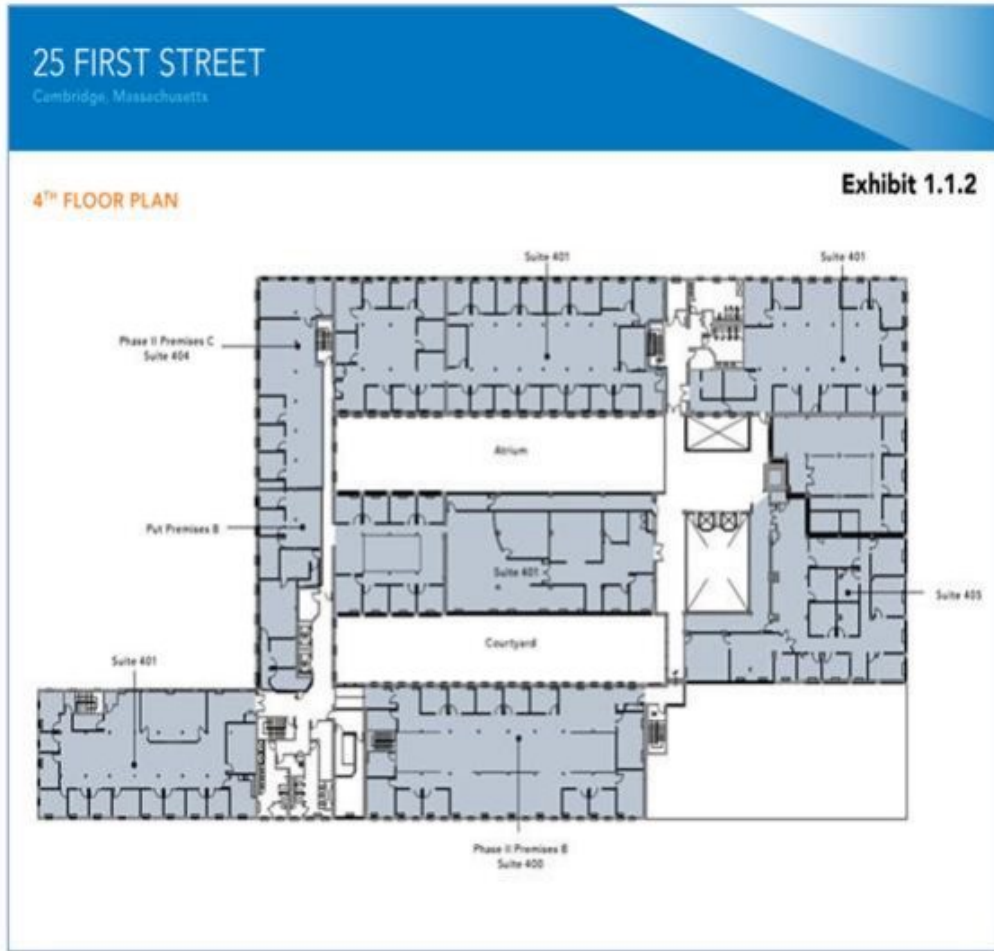 25 FIRST STREET
Cambridge, Massachusetts
Exhibit 1.1.2
4TH FLOOR PLAN
Suite 401
Suite 401
Phase II Premises C
Suite 404
Atrium
Put Premises B
Suite 401
Suite 405
Courtyard
Suite 401
Phase II Premises B
Suite 400